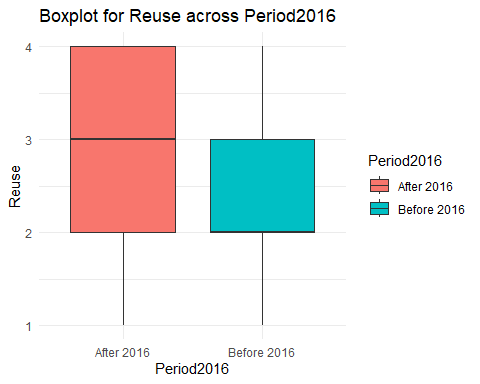 Boxplot for Reuse across Period2016
4
3
2
1
Reuse
After 2016
Before 2016
Period2016
Period2016
After 2016
Before 2016